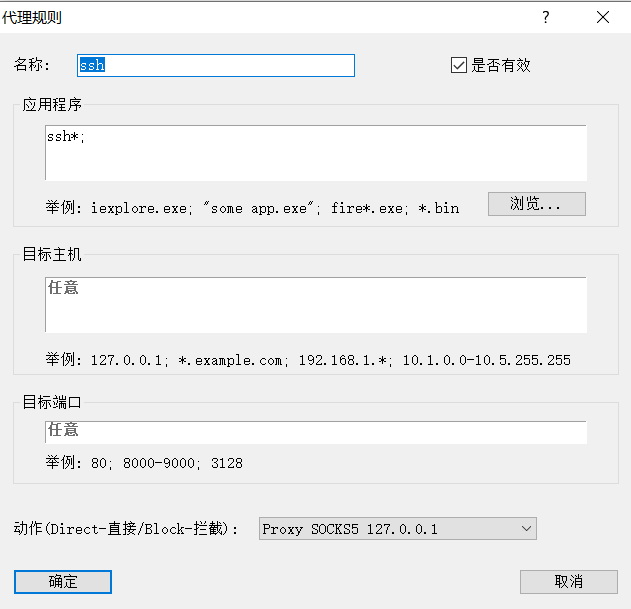 代理规则 ?
名称: ssh 是否有效
应用程序
ssh*;
举例: iexplore.exe; "some app.exe"; fire*.exe; *.bin 浏览...
目标主机
任意
举例: 127.0.0.1; *.example.com; 192.168.1.*; 10.1.0.0-10.5.255.255
目标端口
任意
举例: 80; 8000-9000; 3128
动作(Direct-直接/Block-拦截): Proxy SOCKS5 127.0.0.1
确定 取消